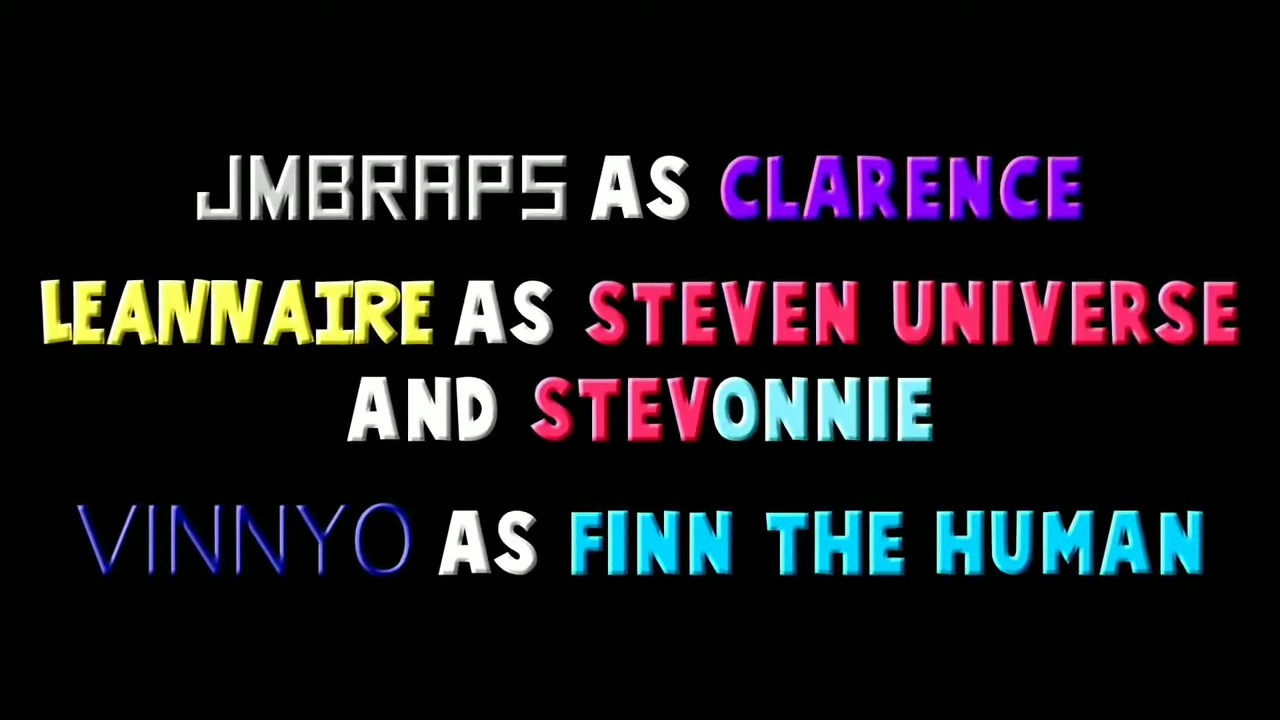 JMBRAPS AS CLARENCE
LEANNAIRE AS STEVEN UNIVERSE
AND STEVONNIE
VINNYO AS FINN THE HUMAN